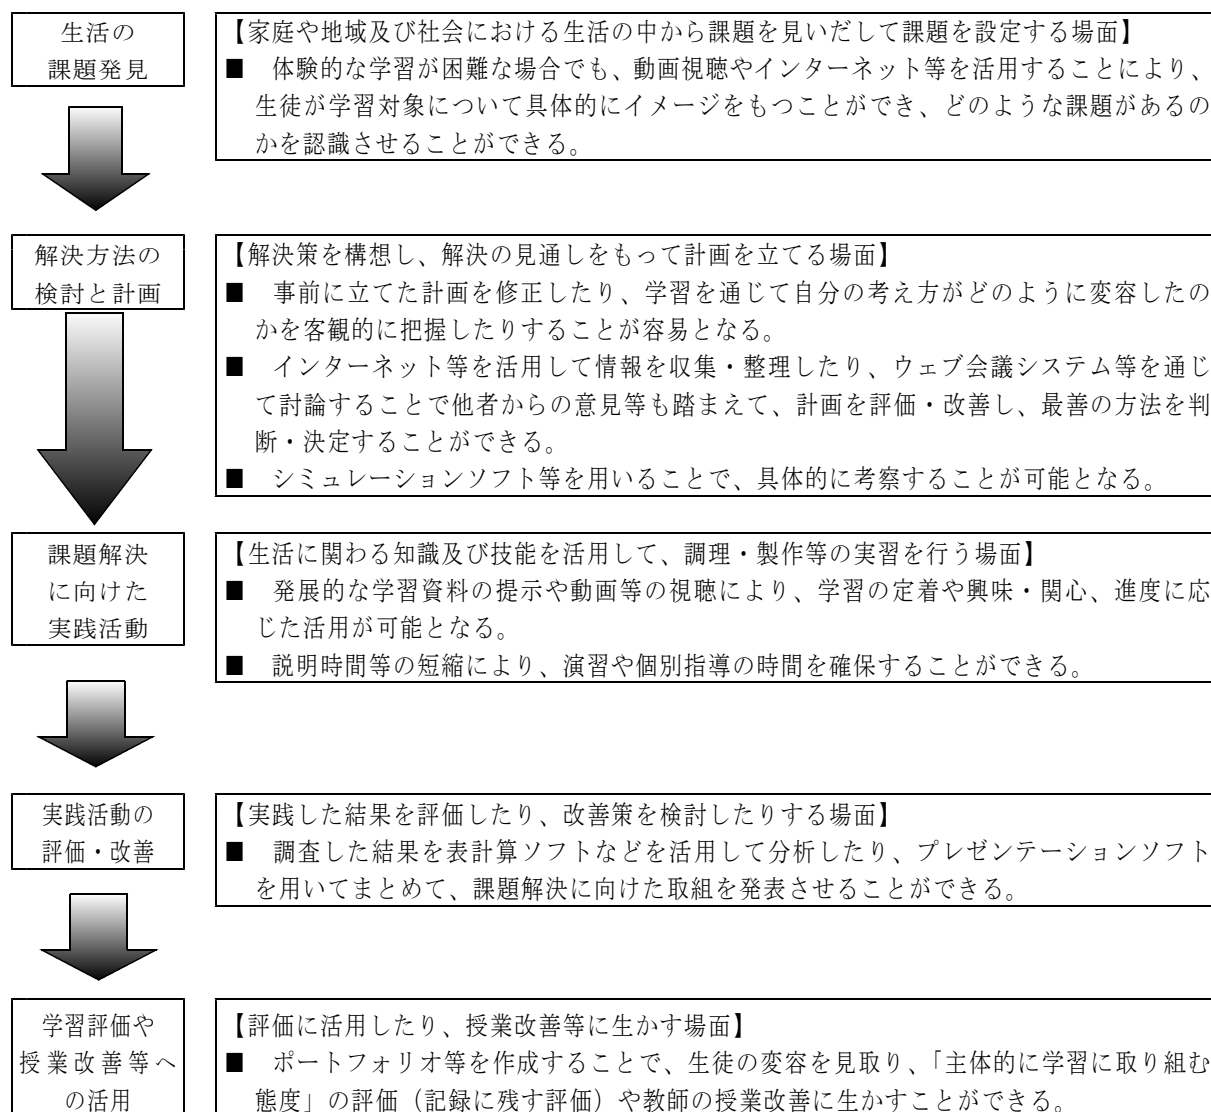 生活の
課題発見
【家庭や地域及び社会における生活の中から課題を見いだして課題を設定する場面】
■　体験的な学習が困難な場合でも、動画視聴やインターネット等を活用することにより、
生徒が学習対象について具体的にイメージをもつことができ、どのような課題があるの
かを認識させることができる。
解決方法の
検討と計画
【解決策を構想し、解決の見通しをもって計画を立てる場面】
■　事前に立てた計画を修正したり、学習を通じて自分の考え方がどのように変容したの
かを客観的に把握したりすることが容易となる。
■　インターネット等を活用して情報を収集・整理したり、ウェブ会議システム等を通じ
て討論することで他者からの意見等も踏まえて、計画を評価・改善し、最善の方法を判
断・決定することができる。
■　シミュレーションソフト等を用いることで、具体的に考察することが可能となる。
課題解決
に向けた
実践活動
【生活に関わる知識及び技能を活用して、調理・製作等の実習を行う場面】
■　発展的な学習資料の提示や動画等の視聴により、学習の定着や興味・関心、進度に応
じた活用が可能となる。
■　説明時間等の短縮により、演習や個別指導の時間を確保することができる。
実践活動の
評価・改善
【実践した結果を評価したり、改善策を検討したりする場面】
■　調査した結果を表計算ソフトなどを活用して分析したり、プレゼンテーションソフト
を用いてまとめて、課題解決に向けた取組を発表させることができる。
学習評価や
授業改善等へ
の活用
【評価に活用したり、授業改善等に生かす場面】
■　ポートフォリオ等を作成することで、生徒の変容を見取り、「主体的に学習に取り組む
態度」の評価（記録に残す評価）や教師の授業改善に生かすことができる。